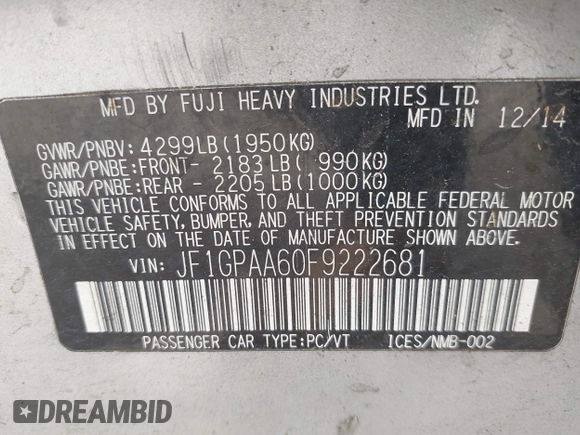 MFD BY FUJI HEAVY INDUSTRIES LTD.
MFD IN 12/14
GVWR/PNBV: 4299LB(1950KG)
GAWR/PNBE:FRONT- 2183LB( 990KG)
GAWR/PNBE:REAR - 2205LB(1000KG)
THIS VEHICLE CONFORMS TO ALL APPLICABLE FEDERAL MOTOR
VEHICLE SAFETY, BUMPER, AND THEFT PREVENTION STANDARDS
IN EFFECT ON THE DATE OF MANUFACTURE SHOWN ABOVE.
VIN: JF1GPAA60F9222681
PASSENGER CAR TYPE:PC/VT ICES/NMB-002
DREAMBID